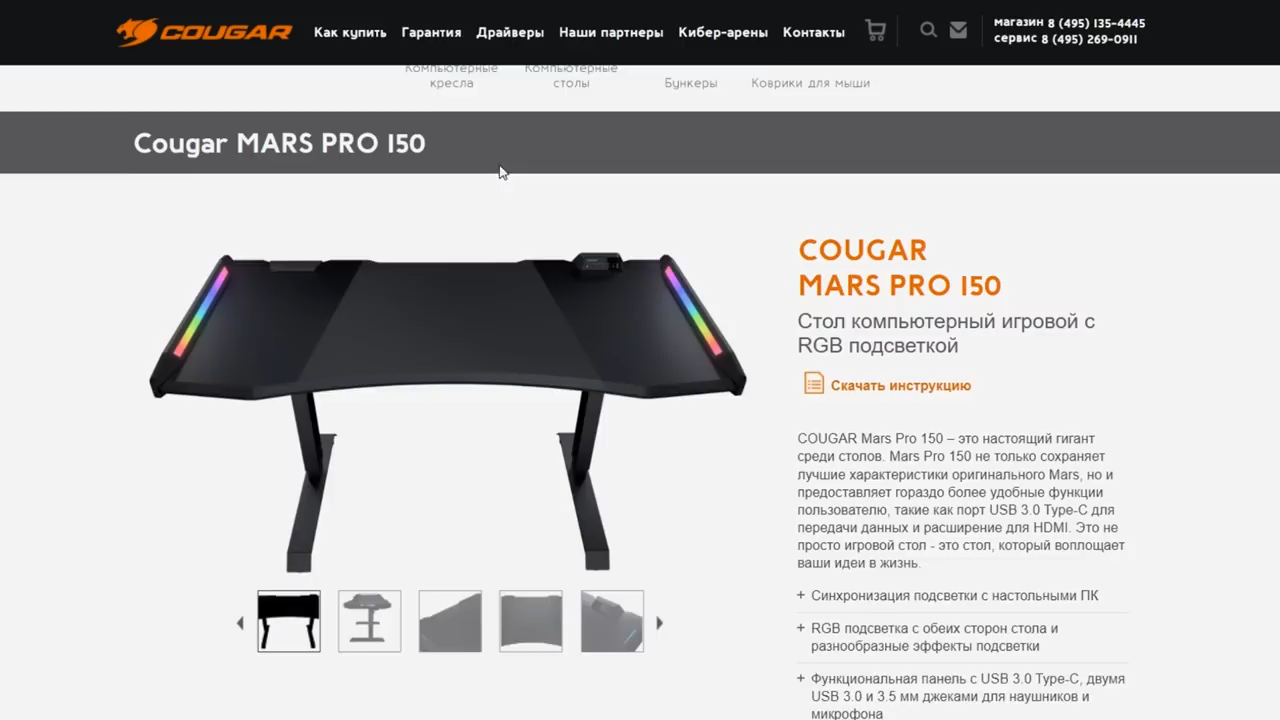 COUGAR
Как купить Гарантия Драйверы Наши партнеры Кибер-арены Контакты
магазин 8 (495) 135-4445
сервис 8 (495) 269-0911
Компьютерные кресла
Компьютерные столы
Бункеры
Коврики для мыши
Cougar MARS PRO 150
COUGAR
MARS PRO 150
Стол компьютерный игровой с
RGB подсветкой
Скачать инструкцию
COUGAR Mars Pro 150 – это настоящий гигант
среди столов. Mars Pro 150 не только сохраняет
лучшие характеристики оригинального Mars, но и
предоставляет гораздо более удобные функции
пользователю, такие как порт USB 3.0 Type-C для
передачи данных и расширение для HDMI. Это не
просто игровой стол - это стол, который воплощает
ваши идеи в жизнь.
+ Синхронизация подсветки с настольными ПК
+ RGB подсветка с обеих сторон стола и
разнообразные эффекты подсветки
+ Функциональная панель с USB 3.0 Type-C, двумя
USB 3.0 и 3.5 мм джеками для наушников и
микрофона